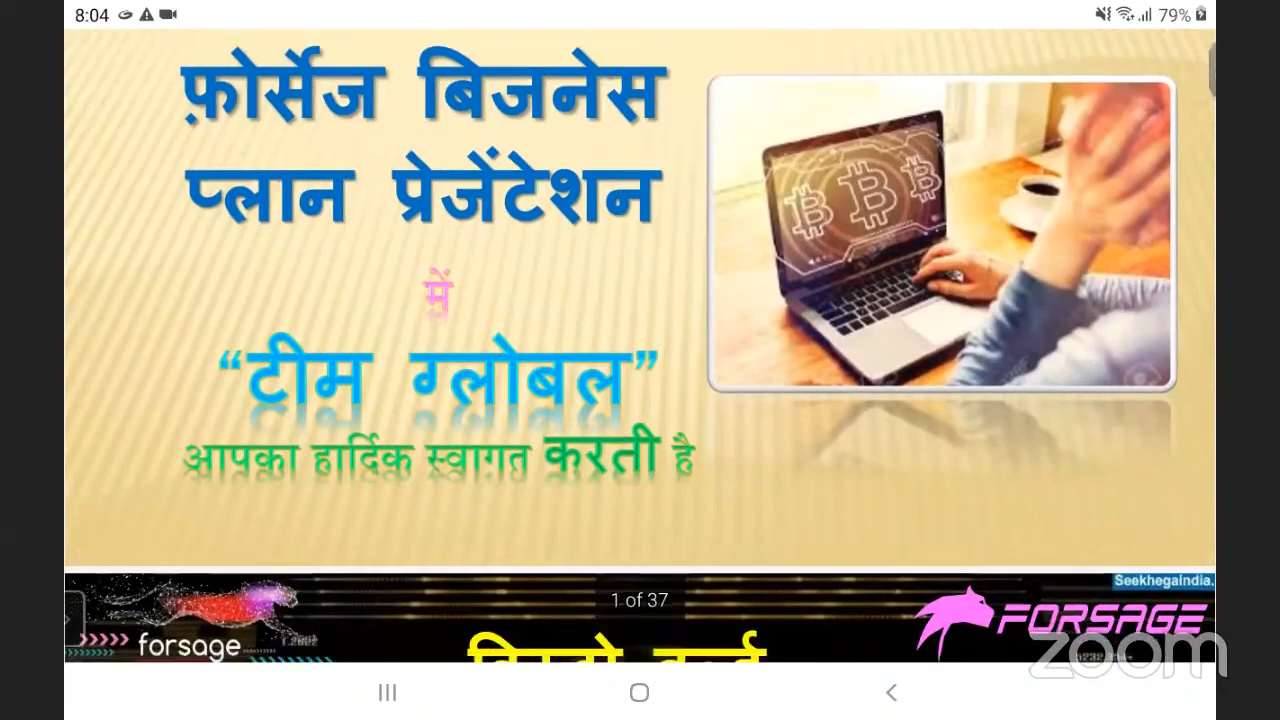 8:04
79%
फ़ोर्सेज बिजनेस
प्लान प्रेजेंटेशन
में
“टीम ग्लोबल”
आपका हार्दिक स्वागत करती है
Seekhegaindia.
1 of 37
forsage
FORSAGE
zoom